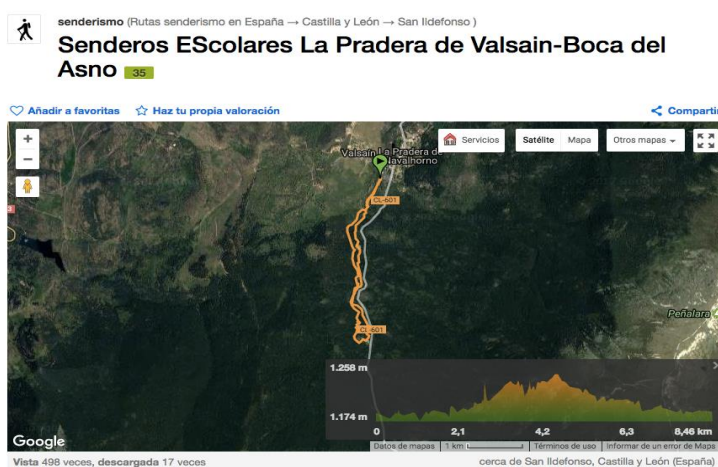 senderismo (Rutas senderismo en España → Castilla y León → San Ildefonso )
Senderos EScolares La Pradera de Valsain-Boca del
Asno 35
Añadir a favoritas Haz tu propia valoración Compartir
Servicios Satélite Mapa Otros mapas
Valsaín La Pradera de
Navalhorno
CL-601
CL-601
Peñalara
1.258 m
1.174 m
0 2,1 4,2 6,3 8,46 km
Google
Datos de mapas 1 km Términos de uso Informar de un error de Maps
Vista 498 veces, descargada 17 veces cerca de San Ildefonso, Castilla y León (España)